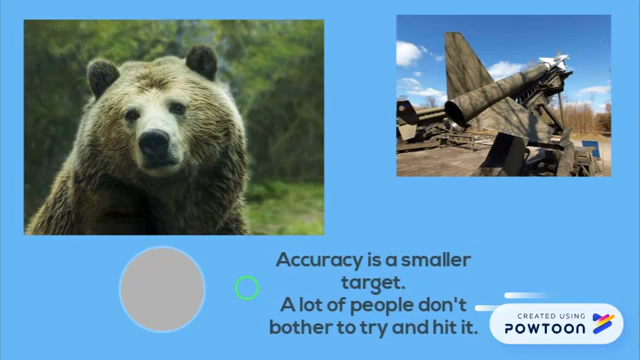 Accuracy is a smaller
target.
A lot of people don't
bother to try and hit it.
CREATED USING
POWTOON